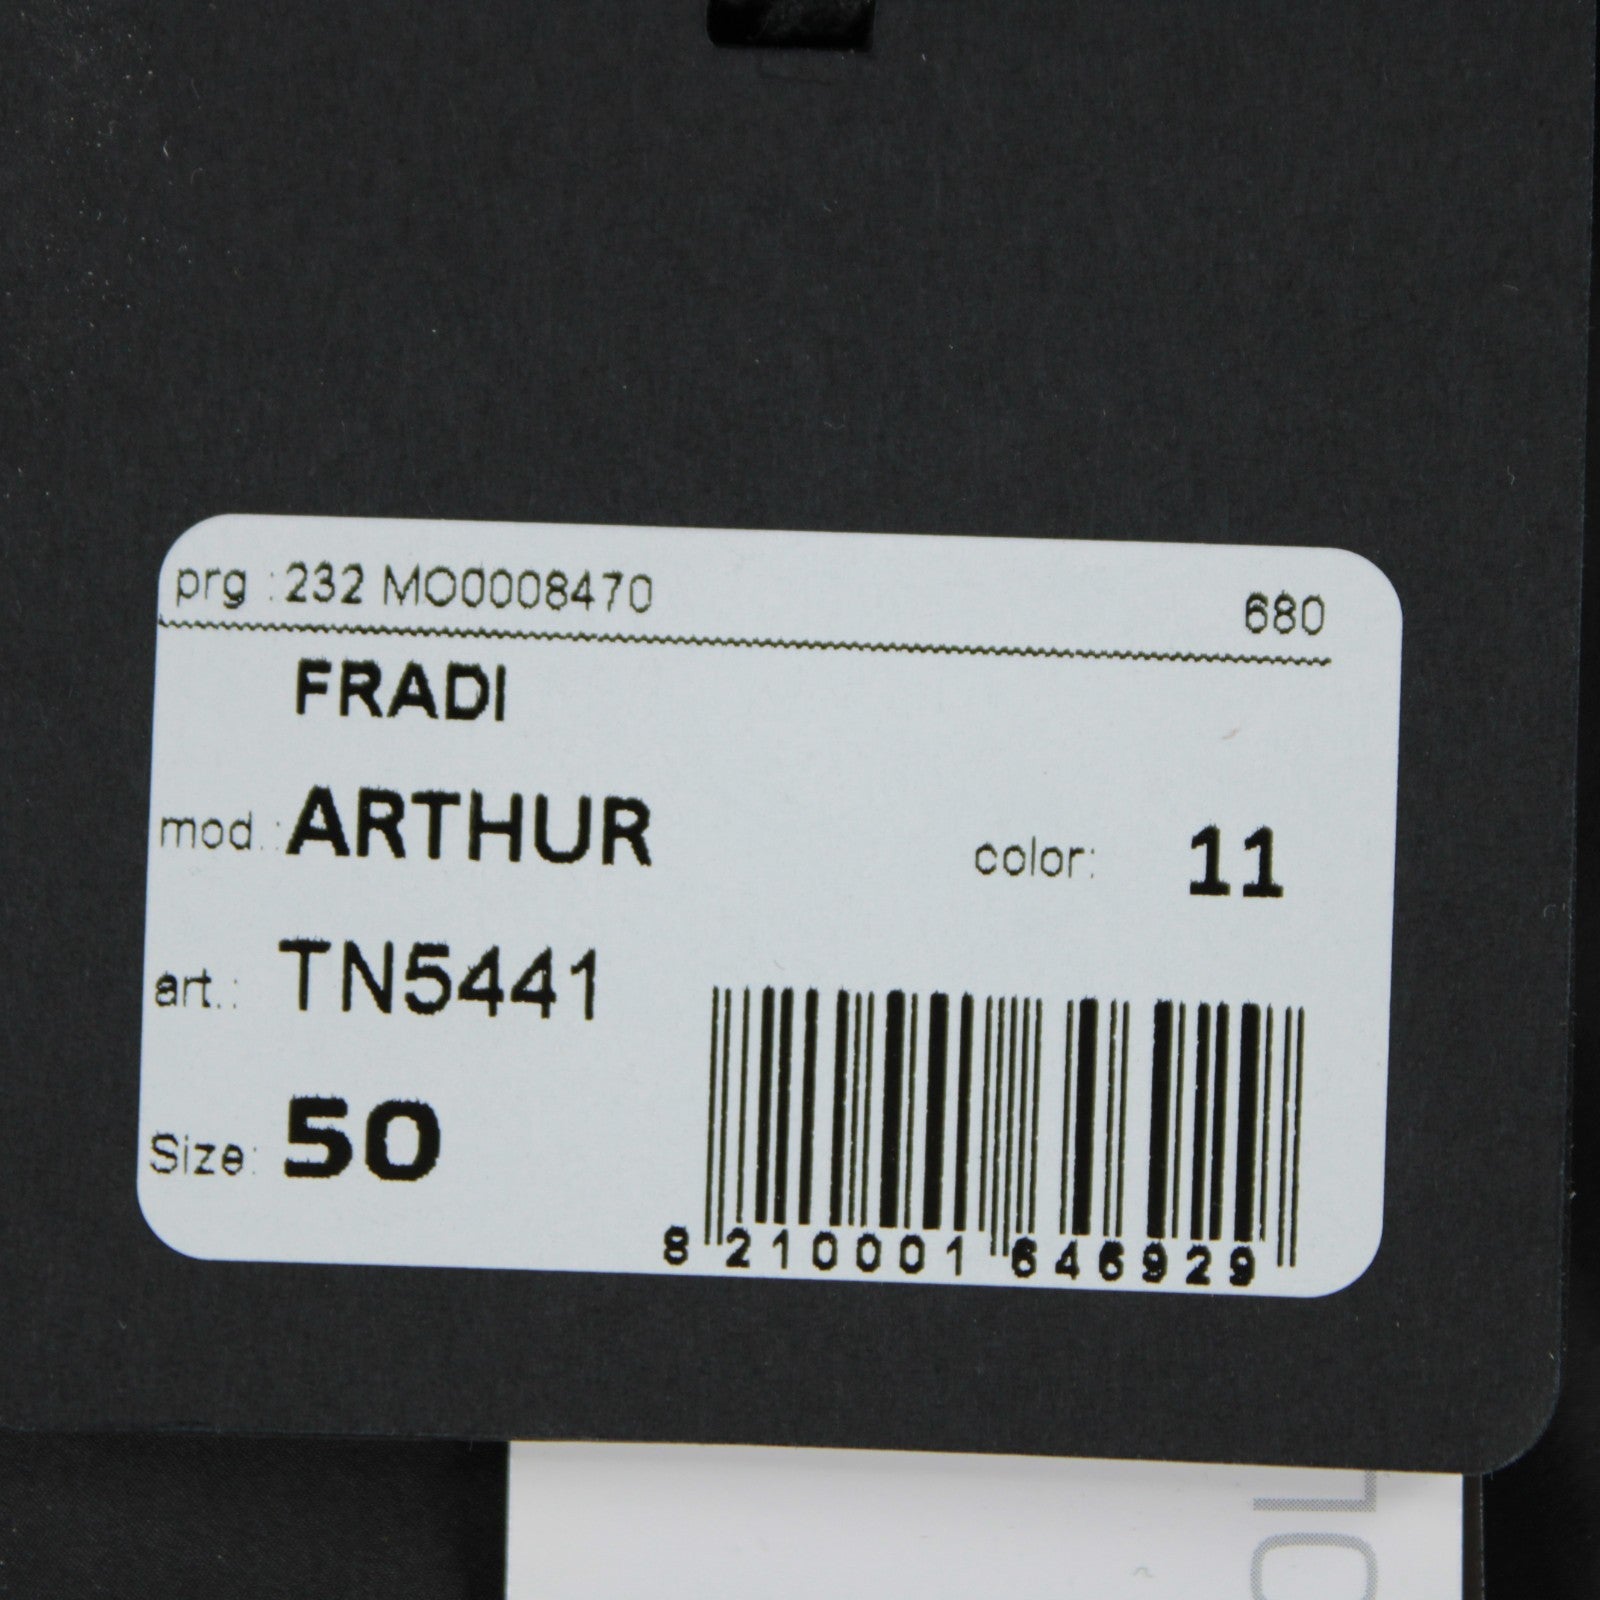 prg : 232 MO0008470 680
FRADI
mod.: ARTHUR color: 11
art.: TN5441
Size: 50
8 210001 646929